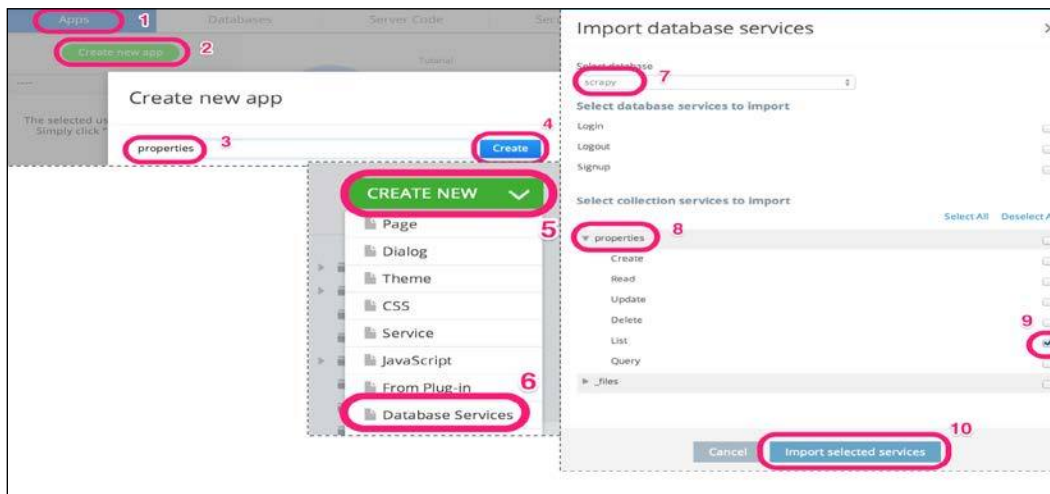 Apps 1 Databases Server Code
Create new app 2
Tutorial
The selected
Simply click "
Create new app
properties 3
4
Create
CREATE NEW
5
Page
Dialog
Theme
CSS
Service
JavaScript
From Plug-in
6
Database Services
Import database services
Select database
scrapy 7
Select database services to import
Login
Logout
Signup
Select collection services to import
Select All Deselect
properties 8
Create
Read
Update
Delete
9
List
Query
_files
10
Cancel Import selected services